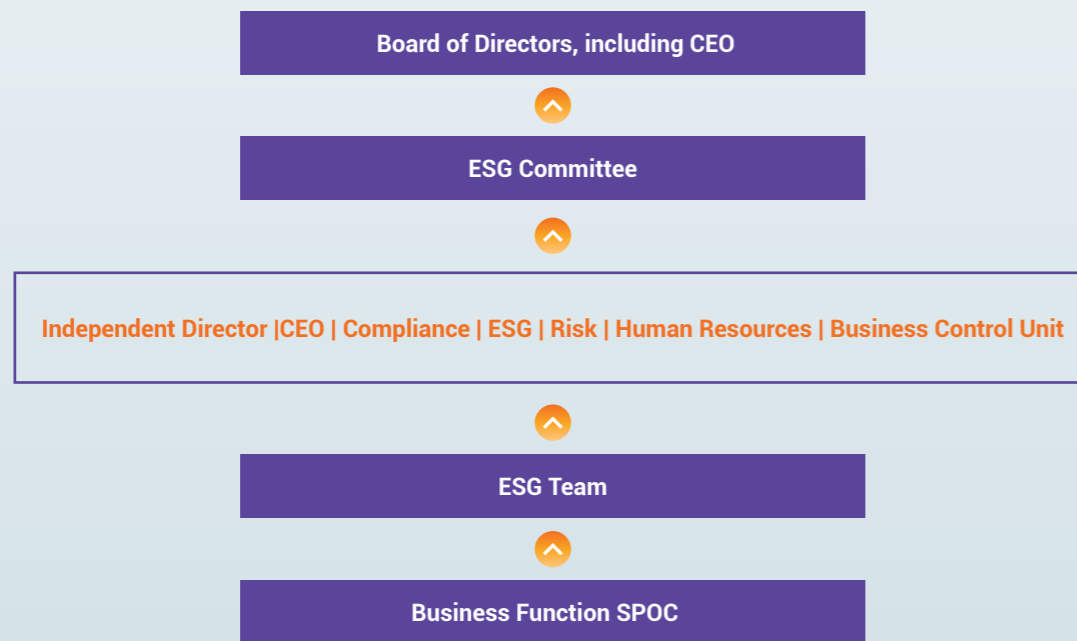 Board of Directors, including CEO
ESG Committee
Independent Director |CEO | Compliance | ESG | Risk | Human Resources | Business Control Unit
ESG Team
Business Function SPOC